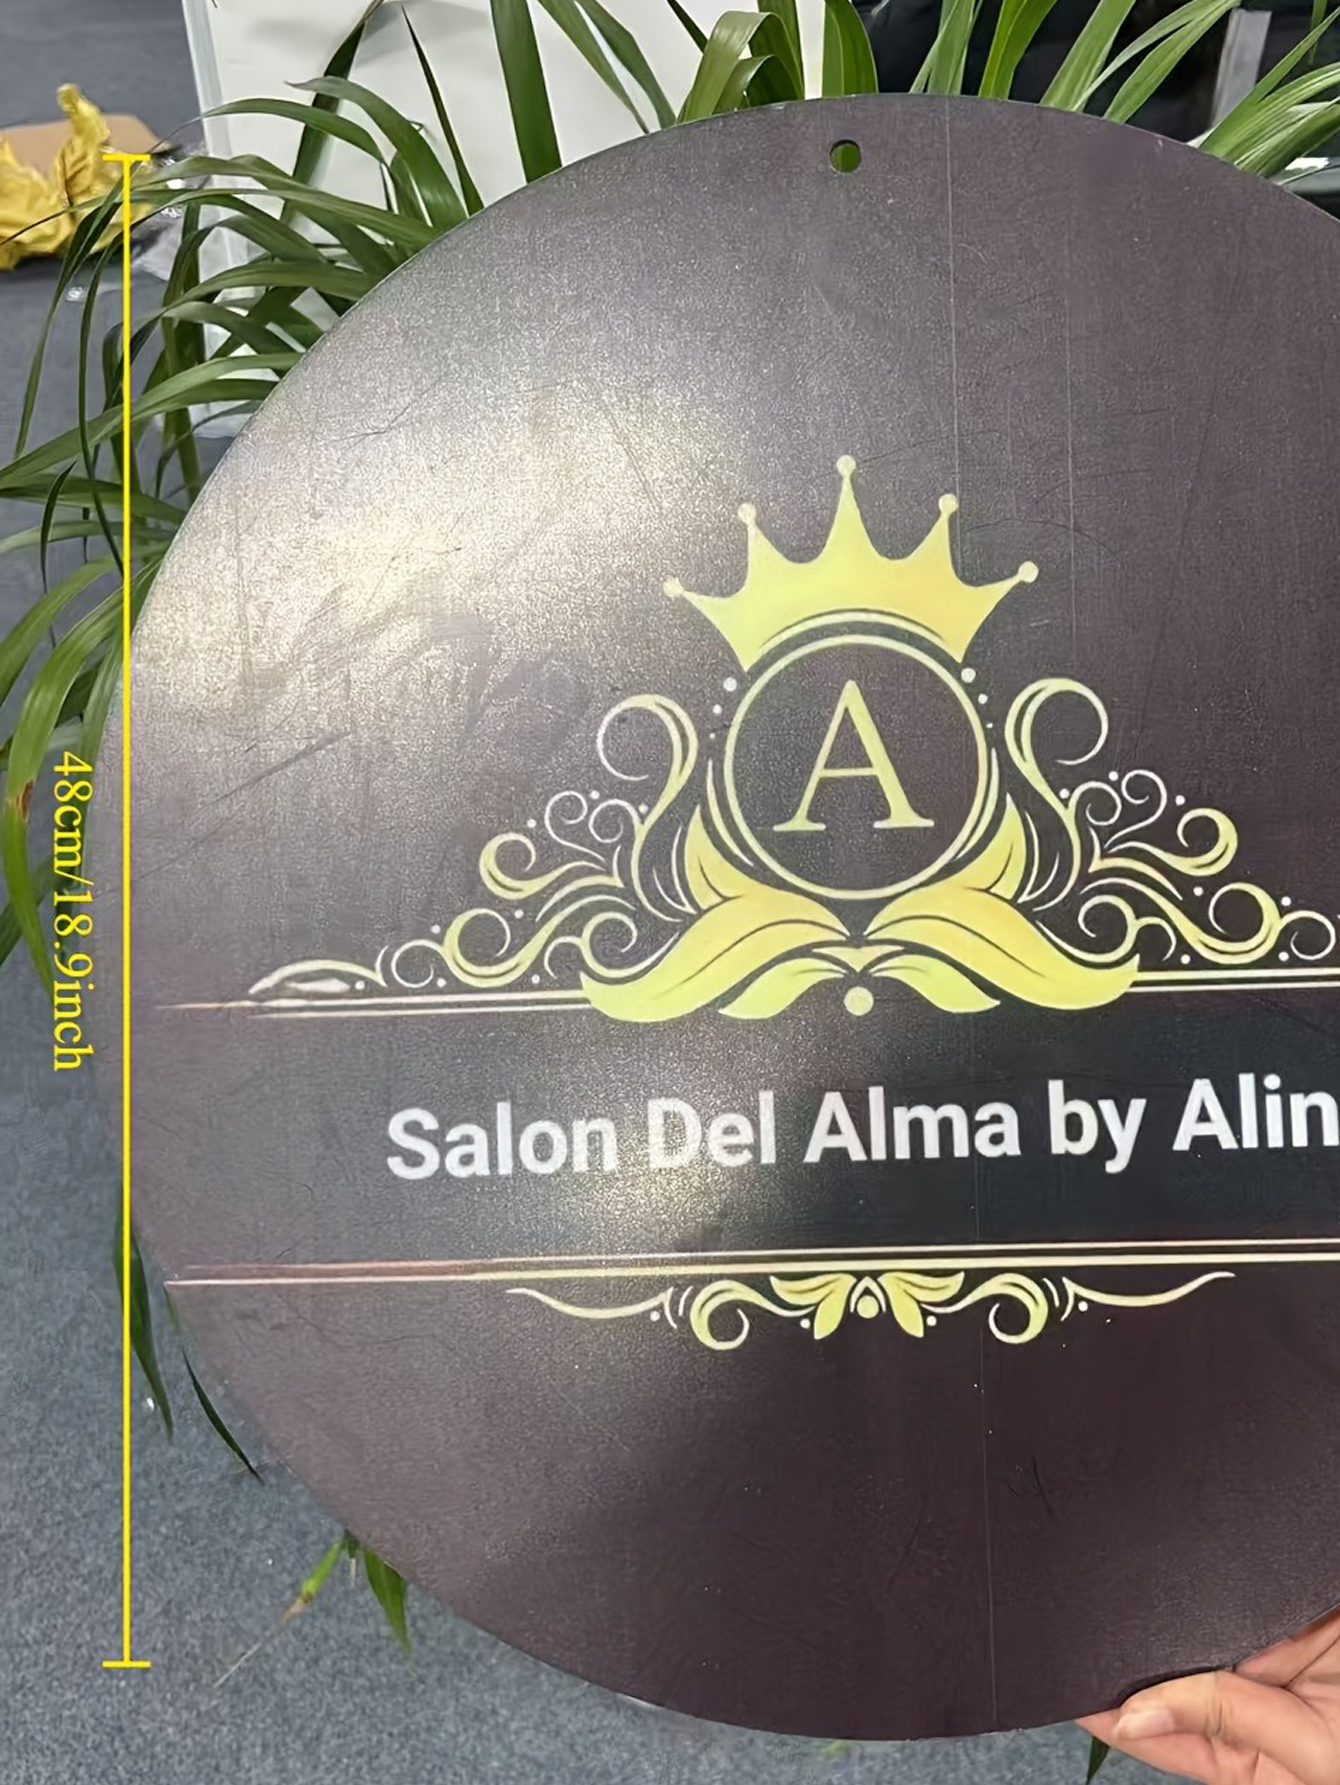 48cm/18.9inch
A
Salon Del Alma by Alin